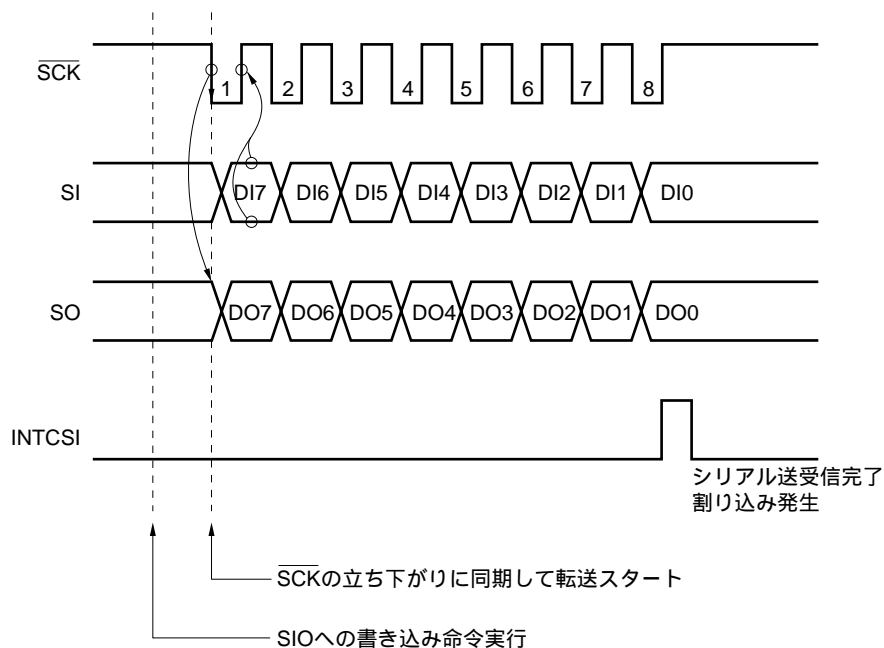 SCK
1 2 3 4 5 6 7 8
SI
DI7 DI6 DI5 DI4 DI3 DI2 DI1 DI0
SO
DO7 DO6 DO5 DO4 DO3 DO2 DO1 DO0
INTCSI
シリアル送受信完了
割り込み発生
SCKの立ち下がりに同期して転送スタート
SIOへの書き込み命令実行